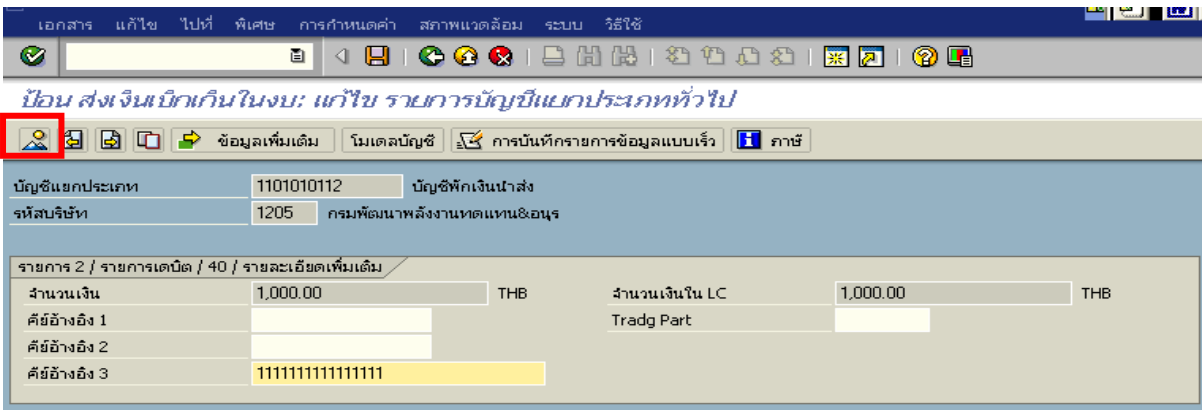 เอกสาร แก้ไข ไปที่ พิเศษ การกำหนดค่า สภาพแวดล้อม ระบบ วิธีใช้
ป้อน ส่งเงินเบิกเกินในงบ: แก้ไข รายการบัญชีแยกประเภททั่วไป
ข้อมูลเพิ่มเติม โมเดลบัญชี การบันทึกรายการข้อมูลแบบเร็ว ภาษี
บัญชีแยกประเภท 1101010112 บัญชีพักเงินนำส่ง
รหัสบริษัท 1205 กรมพัฒนาพลังงานทดแทน&อนุร
รายการ 2 / รายการเดบิต / 40 / รายละเอียดเพิ่มเติม
จำนวนเงิน 1,000.00 THB จำนวนเงินใน LC 1,000.00 THB
คีย์อ้างอิง 1 Tradg Part
คีย์อ้างอิง 2
คีย์อ้างอิง 3 1111111111111111